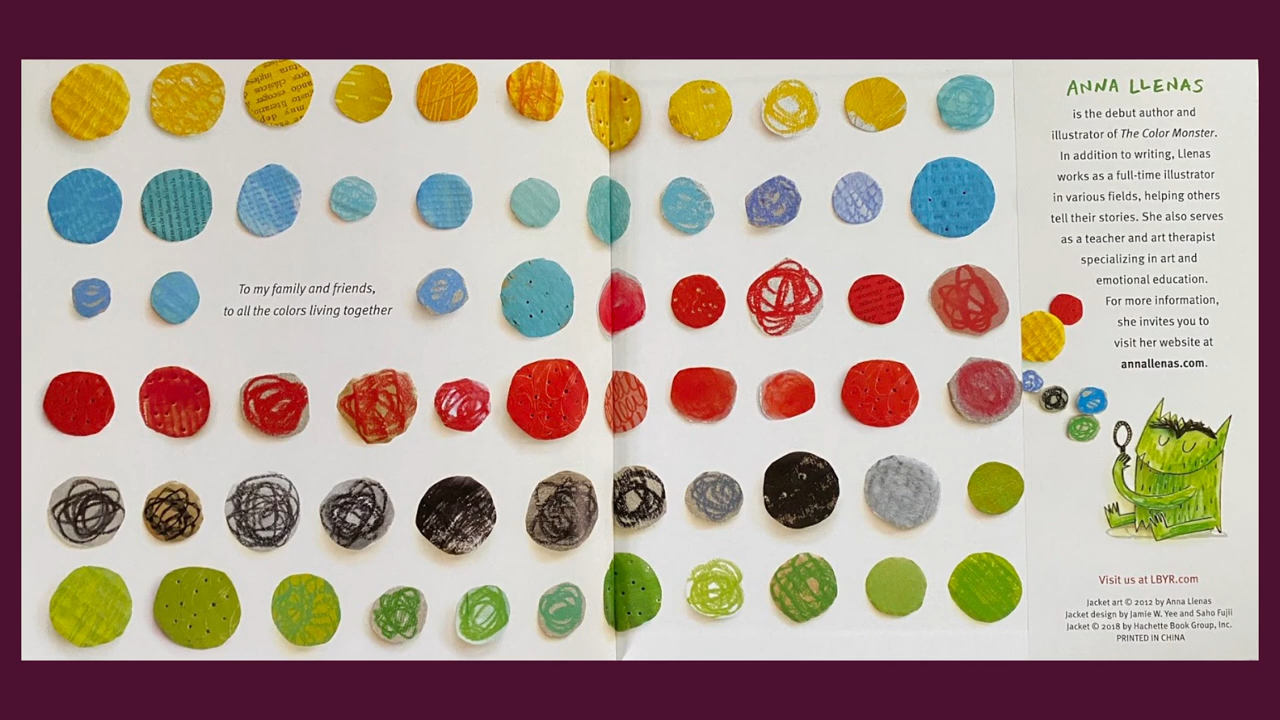 To my family and friends,
to all the colors living together
ANNA LLENAS
is the debut author and
illustrator of The Color Monster.
In addition to writing, Llenas
works as a full-time illustrator
in various fields, helping others
tell their stories. She also serves
as a teacher and art therapist
specializing in art and
emotional education.
For more information,
she invites you to
visit her website at
annallenas.com.
Visit us at LBYR.com
Jacket art © 2012 by Anna Llenas
Jacket design by Jamie W. Yee and Saho Fujii
Jacket © 2018 by Hachette Book Group, Inc.
PRINTED IN CHINA